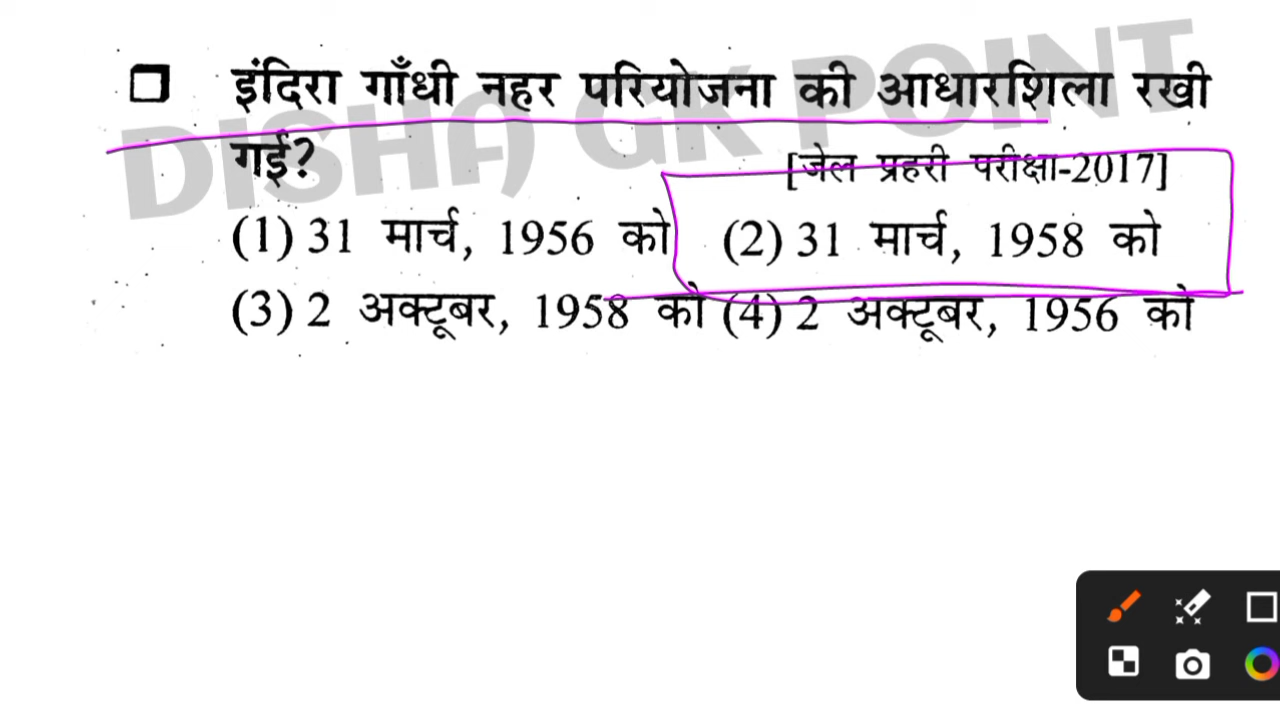 DISHA GK POINT
इंदिरा गाँधी नहर परियोजना की आधारशिला रखी
गई? [जेल प्रहरी परीक्षा-2017]
(1) 31 मार्च, 1956 को (2) 31 मार्च, 1958 को
(3) 2 अक्टूबर, 1958 को (4) 2 अक्टूबर, 1956 को